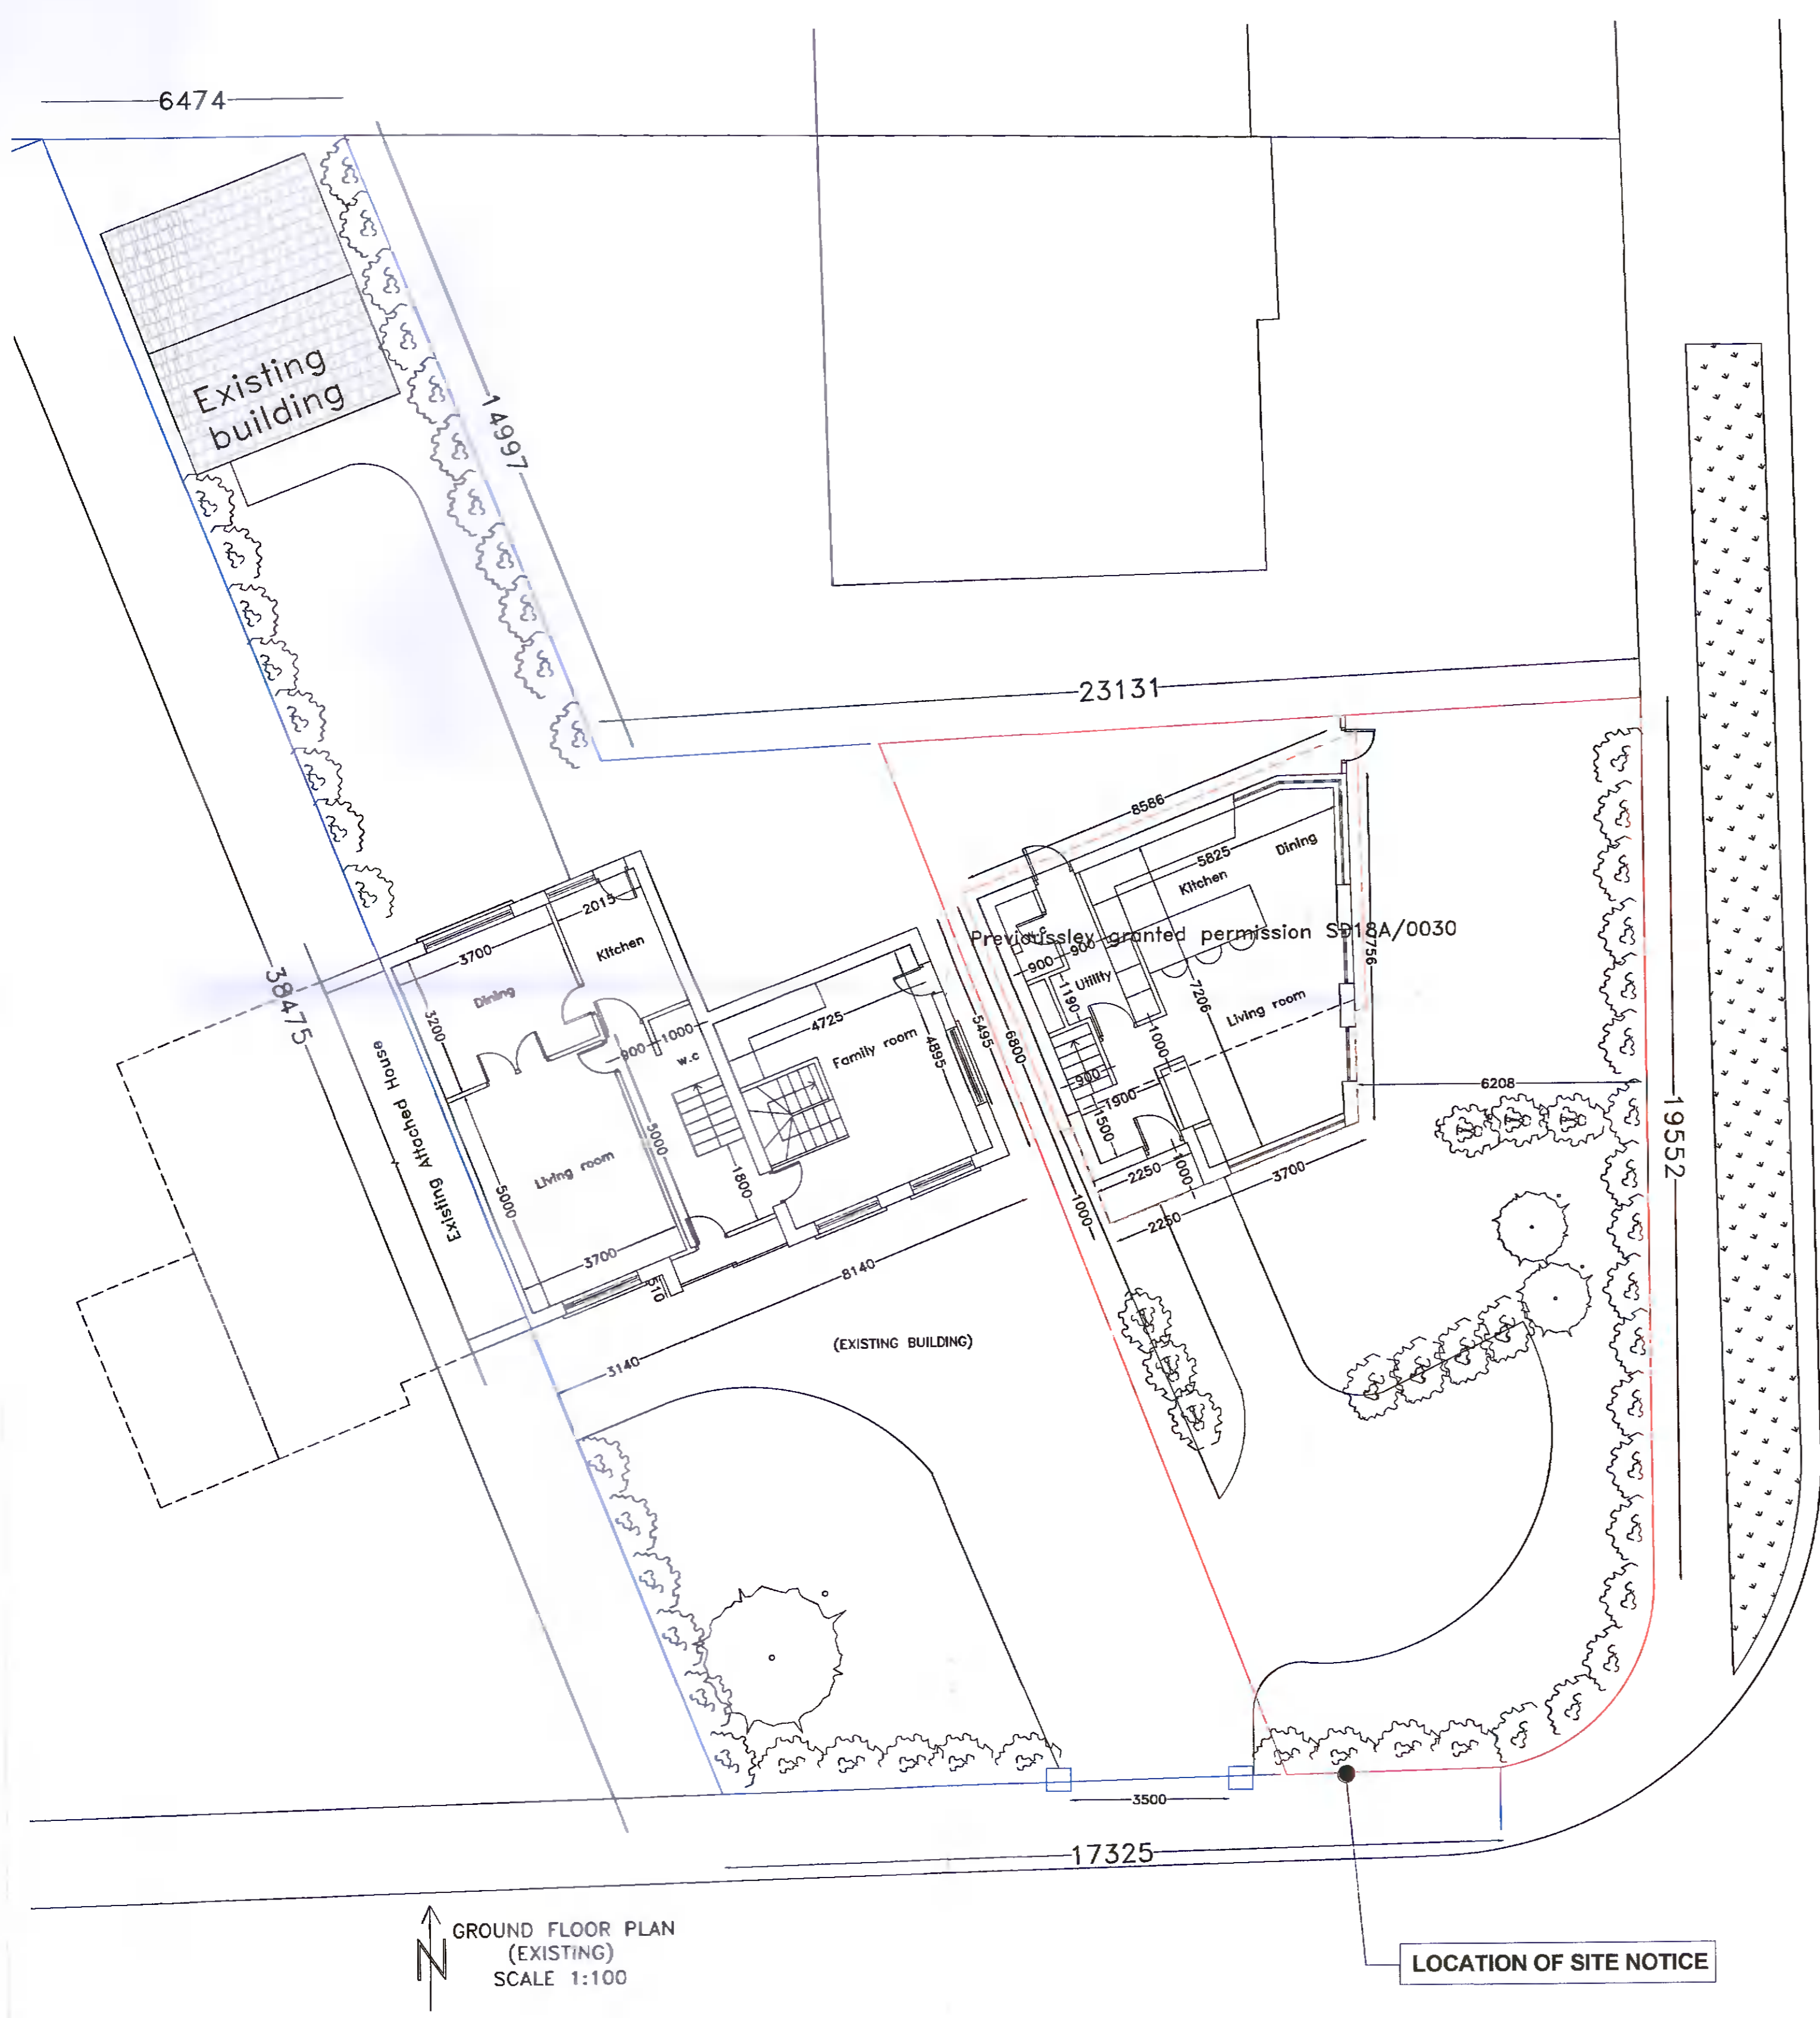 6474
Existing
building
14997
23131
8586
5825
Dining
Kitchen
Previoussley granted permission SD18A/0030
2015
3700
Kitchen
Dining
38475
3200
900
1000
w.c
4725
Family room
4895
5495
6800
900
900
Utility
1190
7206
Living room
1000
900
1900
1500
6208
19552
Existing Attached House
Living room
5000
5000
1800
2250
1000
3700
1000
2250
3700
510
8140
(EXISTING BUILDING)
3140
3500
17325
N
GROUND FLOOR PLAN
(EXISTING)
SCALE 1:100
LOCATION OF SITE NOTICE